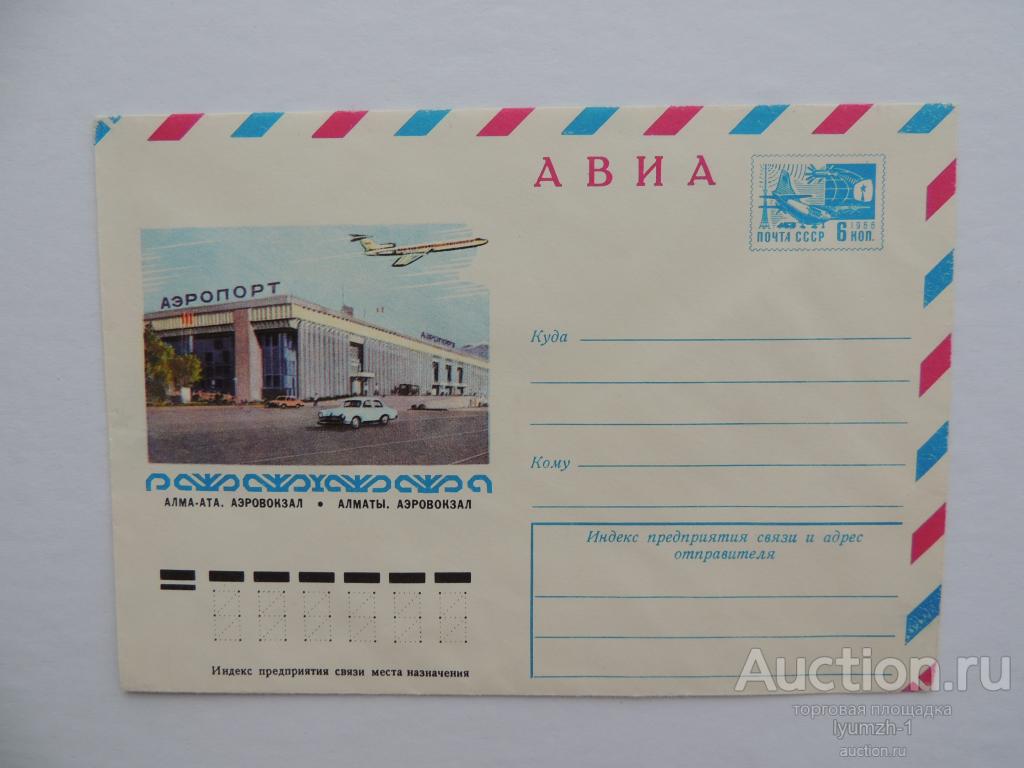 АВИА
1966
ПОЧТА СССР 6 КОП.
АЭРОПОРТ
АЭРОПОРТ
Куда
Кому
АЛМА-АТА. АЭРОВОКЗАЛ • АЛМАТЫ. АЭРОВОКЗАЛ
Индекс предприятия связи и адрес
отправителя
Индекс предприятия связи места назначения
Auction.ru
торговая площадка
lyumzh-1
auction.ru